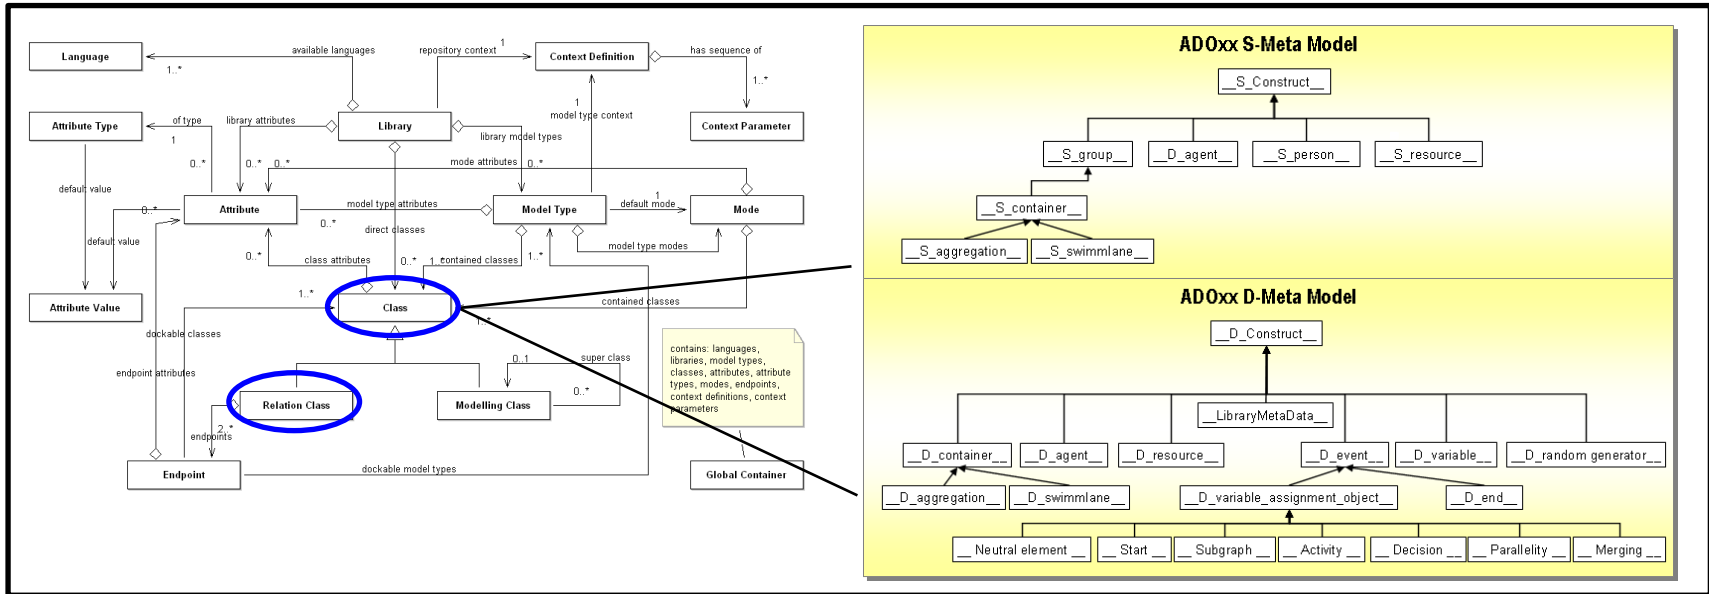 Language
available languages
1..*
repository context
1
Context Definition
has sequence of
1..*
Attribute Type
of type
1
library attributes
Library
library model types
1
model type context
Context Parameter
0..*
0..*
0..*
mode attributes
0..*
default value
Attribute
model type attributes
Model Type
1
default mode
Mode
0..*
0..*
direct classes
default value
model type modes
0..*
class attributes
0..*
1..*
contained classes
1..*
Attribute Value
1..*
Class
contained classes
1..*
dockable classes
endpoint attributes
0..1
super class
0..*
contains: languages,
libraries, model types,
classes, attributes, attribute
types, modes, endpoints,
context definitions, context
parameters
Relation Class
Modelling Class
2..*
endpoints
Endpoint
dockable model types
Global Container
ADOxx S-Meta Model
__S_Construct__
__S_group__
__D_agent__
__S_person__
__S_resource__
__S_container__
__S_aggregation__
__S_swimmlane__
ADOxx D-Meta Model
__D_Construct__
__LibraryMetaData__
__D_container__
__D_agent__
__D_resource__
__D_event__
__D_variable__
__D_random generator__
__D_aggregation__
__D_swimmlane__
__D_variable_assignment_object__
__D_end__
__ Neutral element __
__ Start __
__ Subgraph __
__ Activity __
__ Decision __
__ Parallelity __
__ Merging __